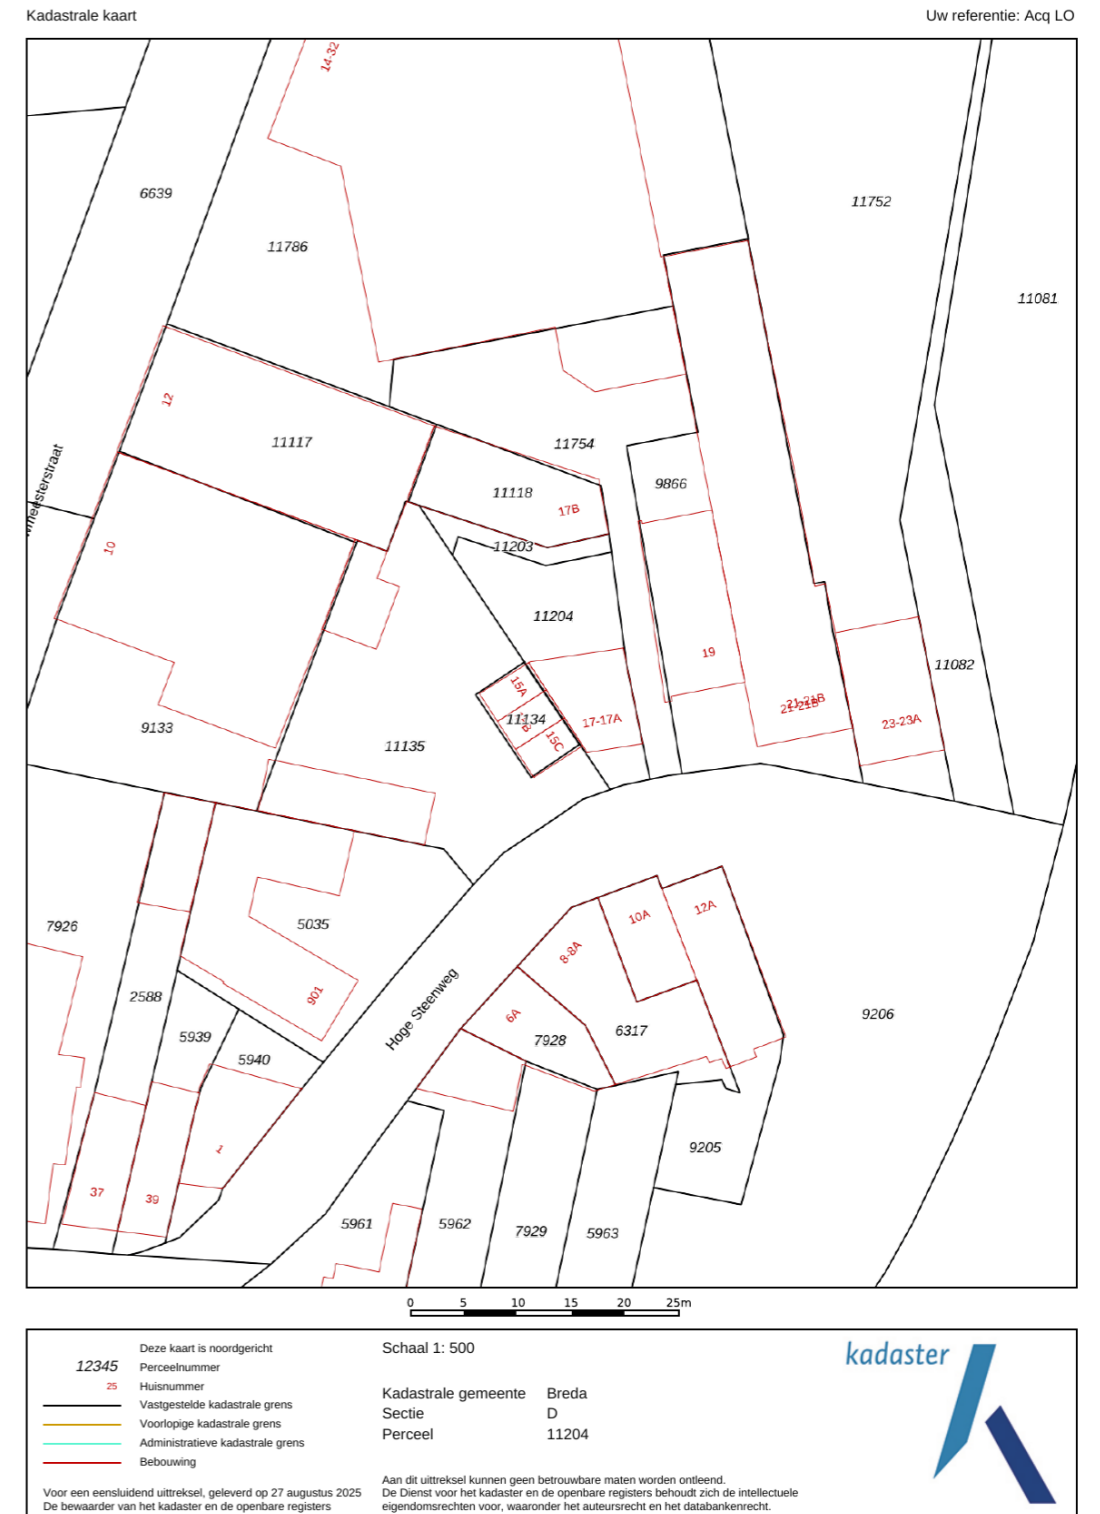 Kadastrale kaart
Uw referentie: Acq LO
14-32
6639
11752
11786
11081
12
11117
11754
9866
11118
17B
10
11203
11204
19
11082
15A
11134
15C
17-17A
21-21B
23-23A
9133
11135
7926
5035
10A
12A
8-8A
901
2588
Hoge Steenweg
9206
6A
7928
6317
5939
5940
1
9205
37
39
5961
5962
7929
5963
0 5 10 15 20 25m
Deze kaart is noordgericht
12345 Perceelnummer
25 Huisnummer
Vastgestelde kadastrale grens
Voorlopige kadastrale grens
Administratieve kadastrale grens
Bebouwing
Voor een eensluidend uittreksel, geleverd op 27 augustus 2025
De bewaarder van het kadaster en de openbare registers
Schaal 1: 500
Kadastrale gemeente Breda
Sectie D
Perceel 11204
Aan dit uittreksel kunnen geen betrouwbare maten worden ontleend.
De Dienst voor het kadaster en de openbare registers behoudt zich de intellectuele
eigendomsrechten voor, waaronder het auteursrecht en het databankenrecht.
kadaster